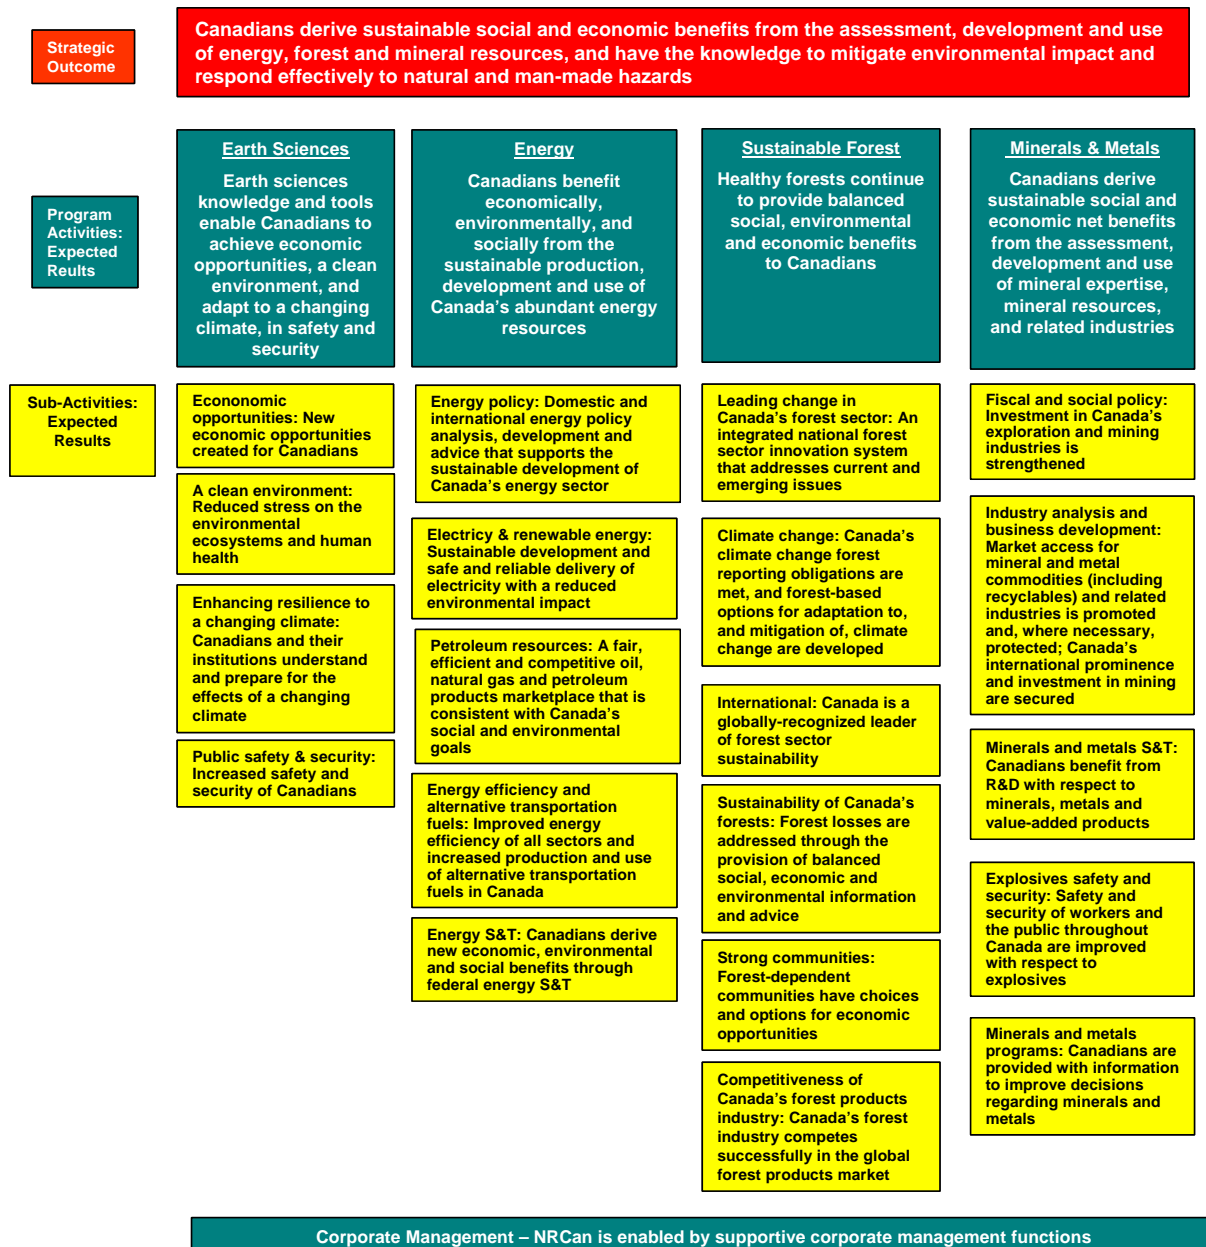 Strategic
Outcome
Canadians derive sustainable social and economic benefits from the assessment, development and use
of energy, forest and mineral resources, and have the knowledge to mitigate environmental impact and
respond effectively to natural and man-made hazards
Program
Activities:
Expected
Reults
Earth Sciences
Earth sciences
knowledge and tools
enable Canadians to
achieve economic
opportunities, a clean
environment, and
adapt to a changing
climate, in safety and
security
Energy
Canadians benefit
economically,
environmentally, and
socially from the
sustainable production,
development and use of
Canada's abundant energy
resources
Sustainable Forest
Healthy forests continue
to provide balanced
social, environmental
and economic benefits
to Canadians
Minerals & Metals
Canadians derive
sustainable social and
economic net benefits
from the assessment,
development and use
of mineral expertise,
mineral resources,
and related industries
Sub-Activities:
Expected
Results
Econonomic
opportunities: New
economic opportunities
created for Canadians
A clean environment:
Reduced stress on the
environmental
ecosystems and human
health
Enhancing resilience to
a changing climate:
Canadians and their
institutions understand
and prepare for the
effects of a changing
climate
Public safety & security:
Increased safety and
security of Canadians
Energy policy: Domestic and
international energy policy
analysis, development and
advice that supports the
sustainable development of
Canada's energy sector
Electricy & renewable energy:
Sustainable development and
safe and reliable delivery of
electricity with a reduced
environmental impact
Petroleum resources: A fair,
efficient and competitive oil,
natural gas and petroleum
products marketplace that is
consistent with Canada's
social and environmental
goals
Energy efficiency and
alternative transportation
fuels: Improved energy
efficiency of all sectors and
increased production and use
of alternative transportation
fuels in Canada
Energy S&T: Canadians derive
new economic, environmental
and social benefits through
federal energy S&T
Leading change in
Canada's forest sector: An
integrated national forest
sector innovation system
that addresses current and
emerging issues
Climate change: Canada's
climate change forest
reporting obligations are
met, and forest-based
options for adaptation to,
and mitigation of, climate
change are developed
International: Canada is a
globally-recognized leader
of forest sector
sustainability
Sustainability of Canada's
forests: Forest losses are
addressed through the
provision of balanced
social, economic and
environmental information
and advice
Strong communities:
Forest-dependent
communities have choices
and options for economic
opportunities
Competitiveness of
Canada's forest products
industry: Canada's forest
industry competes
successfully in the global
forest products market
Fiscal and social policy:
Investment in Canada's
exploration and mining
industries is
strengthened
Industry analysis and
business development:
Market access for
mineral and metal
commodities (including
recyclables) and related
industries is promoted
and, where necessary,
protected; Canada's
international prominence
and investment in mining
are secured
Minerals and metals S&T:
Canadians benefit from
R&D with respect to
minerals, metals and
value-added products
Explosives safety and
security: Safety and
security of workers and
the public throughout
Canada are improved
with respect to
explosives
Minerals and metals
programs: Canadians are
provided with information
to improve decisions
regarding minerals and
metals
Corporate Management – NRCan is enabled by supportive corporate management functions